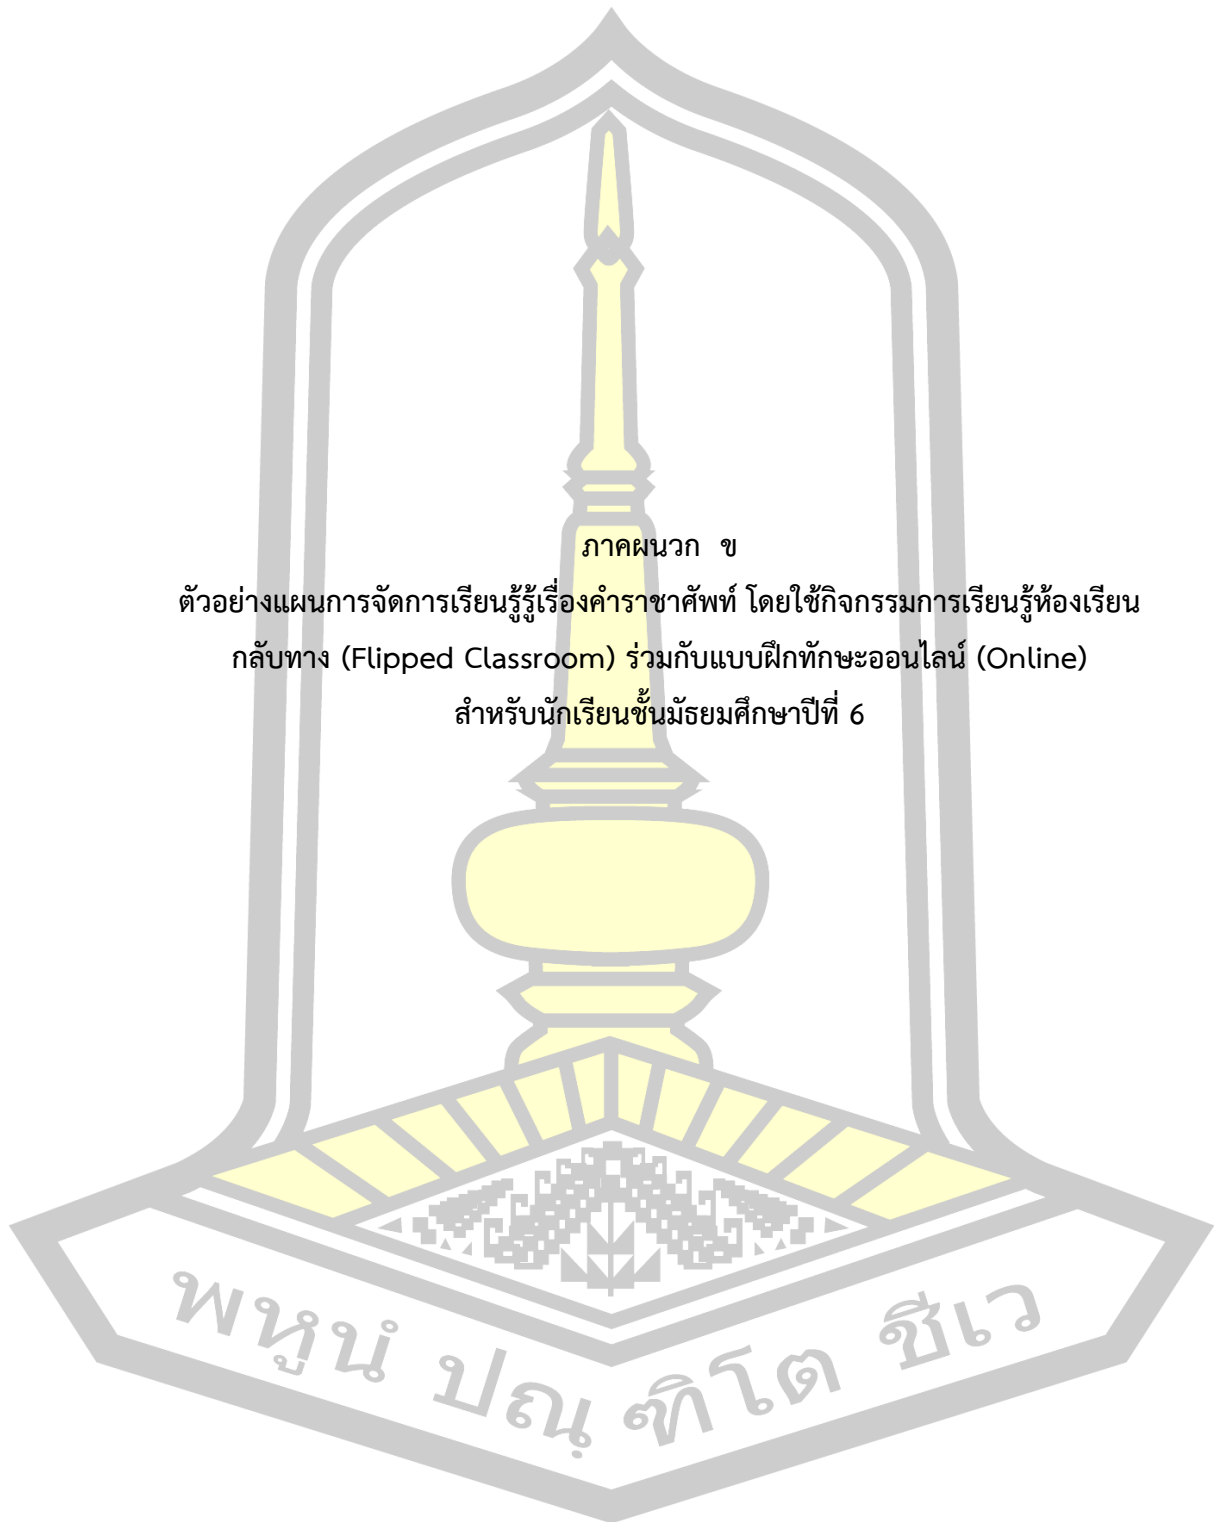 ภาคผนวก ข
ตัวอย่างแผนการจัดการเรียนรู้รู้เรื่องคำราชาศัพท์ โดยใช้กิจกรรมการเรียนรู้ห้องเรียน
กลับทาง (Flipped Classroom) ร่วมกับแบบฝึกทักษะออนไลน์ (Online)
สำหรับนักเรียนชั้นมัธยมศึกษาปีที่ 6
พหูนํ ปณฺฑิโต ชีเว